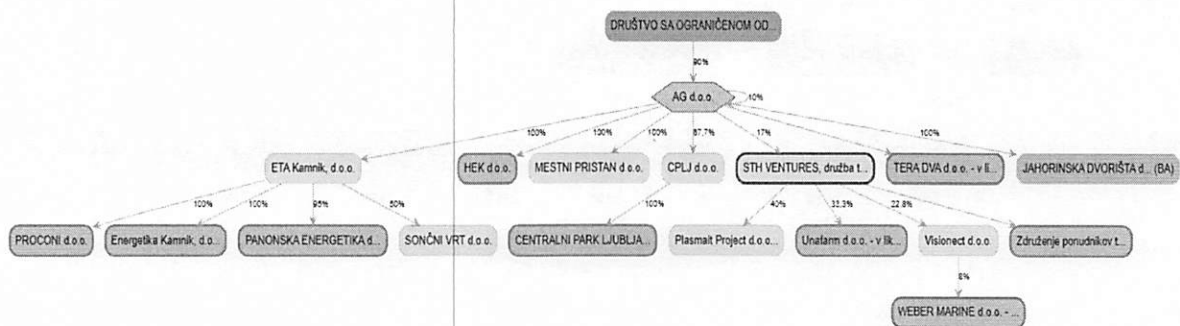 DRUŠTVO SA OGRANIČENOM OD...
90%
AG d.o.o.
10%
100%
100%
100%
67,7%
17%
100%
ETA Kamnik, d.o.o.
HEK d.o.o.
MESTNI PRISTAN d.o.o.
CPLJ d.o.o.
STH VENTURES, družba t...
TERA DVA d.o.o. - v li...
JAHORINSKA DVORIŠTA d... (BA)
100%
100%
95%
50%
100%
40%
33,3%
22,8%
PROCONI d.o.o.
Energetika Kamnik, d.o...
PANONSKA ENERGETIKA d...
SONČNI VRT d.o.o.
CENTRALNI PARK LJUBLJA...
Plasmait Project d.o.o...
Unafarm d.o.o. - v lik...
Visionect d.o.o.
Združenje ponudnikov t...
8%
WEBER MARINE d.o.o. - ...